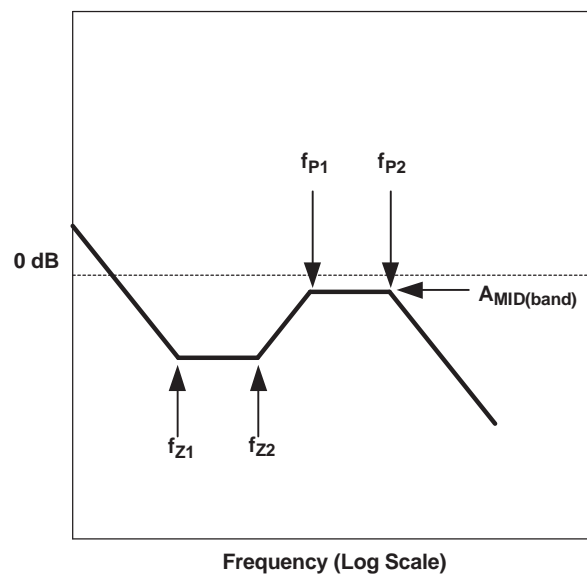 fP1
fP2
0 dB
AMID(band)
fZ1
fZ2
Frequency (Log Scale)